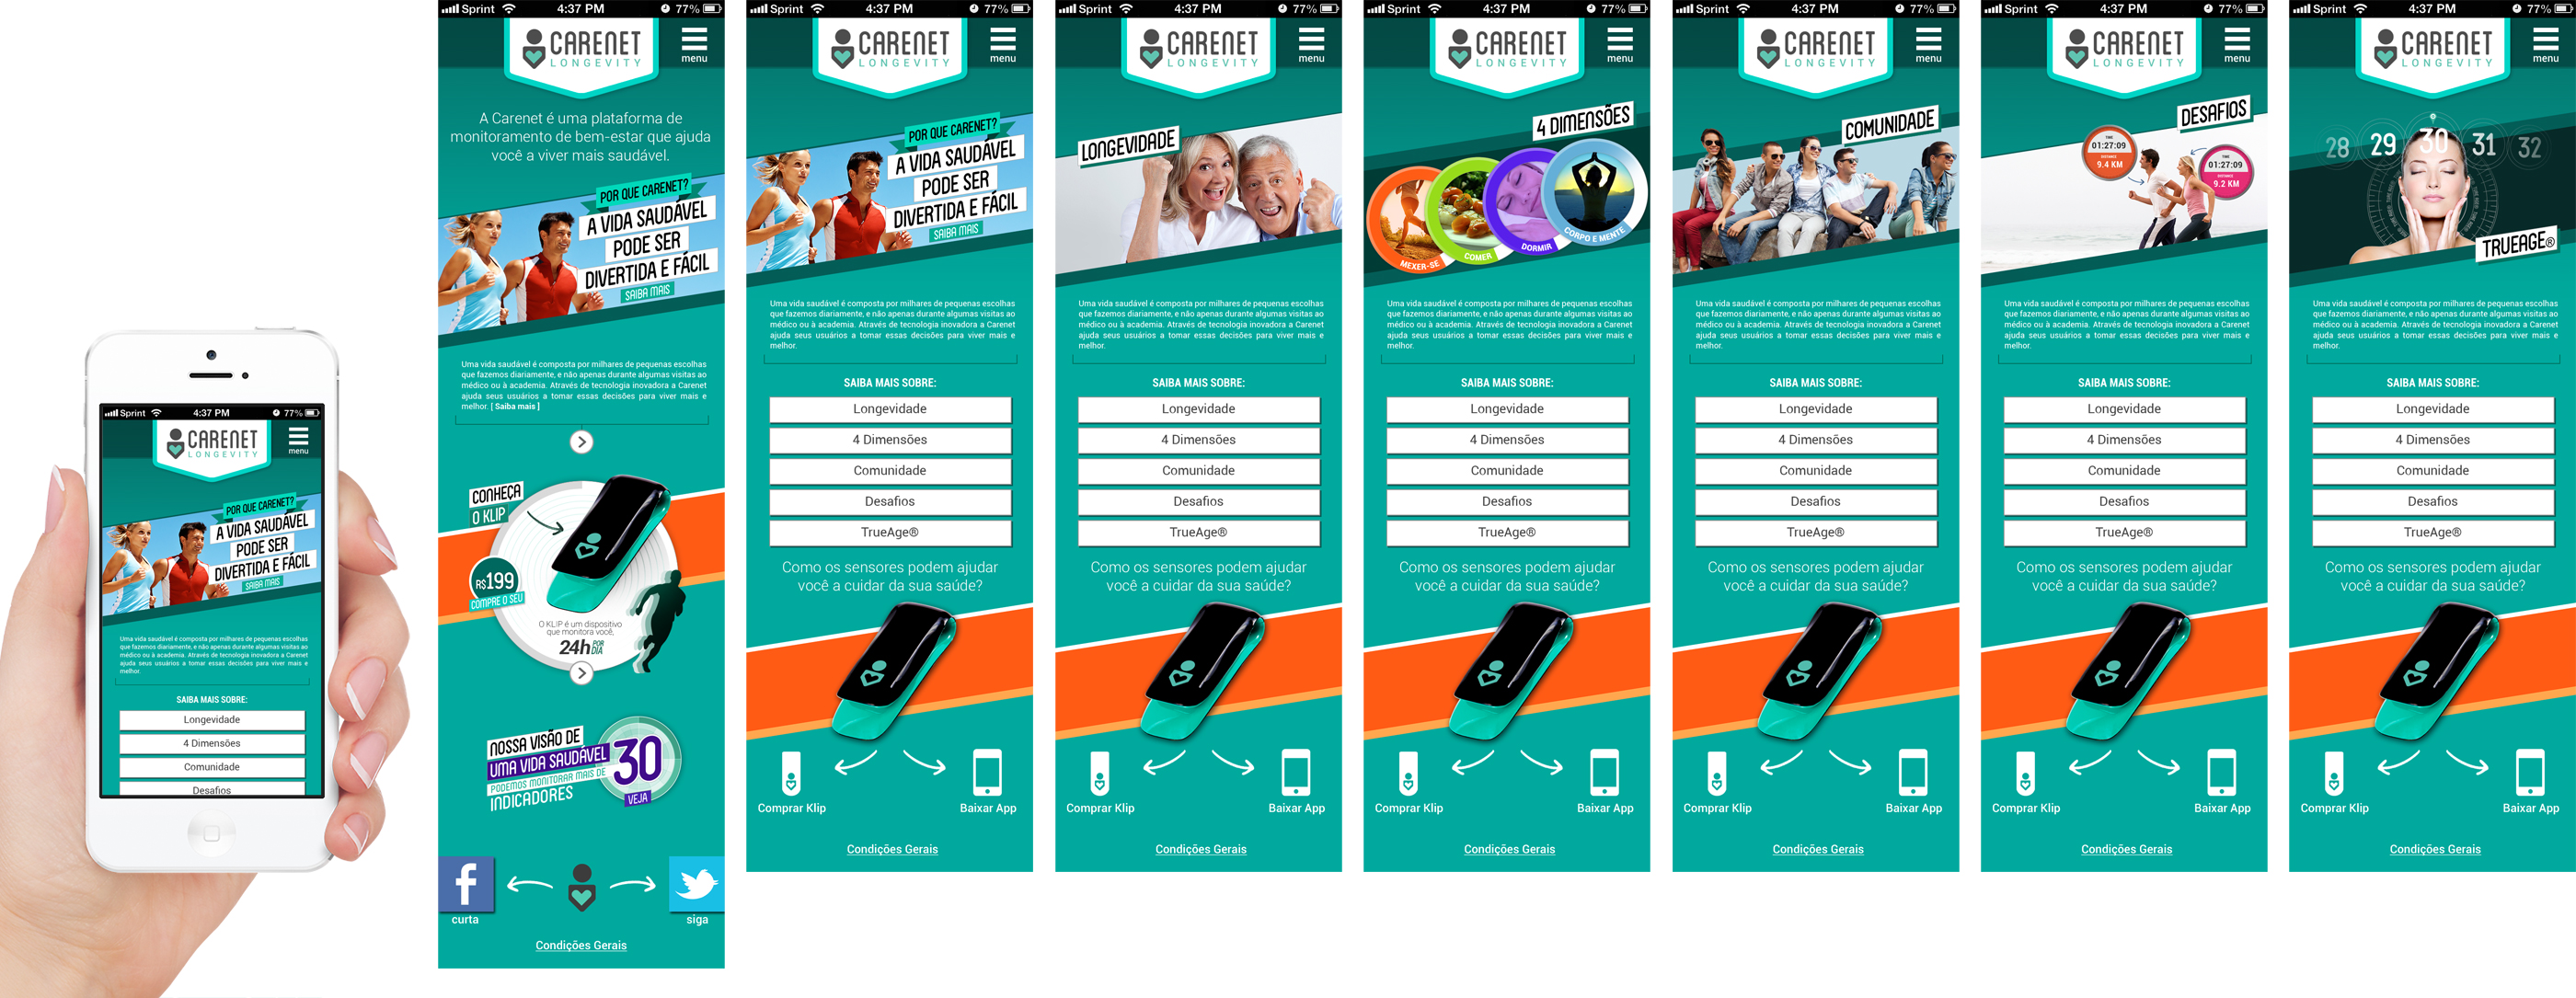 Sprint 4:37 PM 77%
CARENET
LONGEVITY
menu
POR QUE CARENET?
A VIDA SAUDÁVEL
PODE SER
DIVERTIDA E FÁCIL
SAIBA MAIS
Uma vida saudável é composta por milhares de pequenas escolhas
que fazemos diariamente, e não apenas durante algumas visitas ao
médico ou à academia. Através de tecnologia inovadora a Carenet
ajuda seus usuários a tomar essas decisões para viver mais e
melhor.
SAIBA MAIS SOBRE:
Longevidade
4 Dimensões
Comunidade
Desafios
Sprint 4:37 PM 77%
CARENET
LONGEVITY
menu
A Carenet é uma plataforma de
monitoramento de bem-estar que ajuda
você a viver mais saudável.
POR QUE CARENET?
A VIDA SAUDÁVEL
PODE SER
DIVERTIDA E FÁCIL
SAIBA MAIS
Uma vida saudável é composta por milhares de pequenas escolhas
que fazemos diariamente, e não apenas durante algumas visitas ao
médico ou à academia. Através de tecnologia inovadora a Carenet
ajuda seus usuários a tomar essas decisões para viver mais e
melhor. [ Saiba mais ]
CONHEÇA
O KLIP
R$199
COMPRE O SEU
O KLIP é um dispositivo
que monitora você,
24h POR DIA
NOSSA VISÃO DE
UMA VIDA SAUDÁVEL
PODEMOS MONITORAR MAIS DE
30
INDICADORES
VEJA
curta
siga
Condições Gerais
Sprint 4:37 PM 77%
CARENET
LONGEVITY
menu
POR QUE CARENET?
A VIDA SAUDÁVEL
PODE SER
DIVERTIDA E FÁCIL
SAIBA MAIS
Uma vida saudável é composta por milhares de pequenas escolhas
que fazemos diariamente, e não apenas durante algumas visitas ao
médico ou à academia. Através de tecnologia inovadora a Carenet
ajuda seus usuários a tomar essas decisões para viver mais e
melhor.
SAIBA MAIS SOBRE:
Longevidade
4 Dimensões
Comunidade
Desafios
TrueAge®
Como os sensores podem ajudar
você a cuidar da sua saúde?
Comprar Klip
Baixar App
Condições Gerais
Sprint 4:37 PM 77%
CARENET
LONGEVITY
menu
LONGEVIDADE
Uma vida saudável é composta por milhares de pequenas escolhas
que fazemos diariamente, e não apenas durante algumas visitas ao
médico ou à academia. Através de tecnologia inovadora a Carenet
ajuda seus usuários a tomar essas decisões para viver mais e
melhor.
SAIBA MAIS SOBRE:
Longevidade
4 Dimensões
Comunidade
Desafios
TrueAge®
Como os sensores podem ajudar
você a cuidar da sua saúde?
Comprar Klip
Baixar App
Condições Gerais
Sprint 4:37 PM 77%
CARENET
LONGEVITY
menu
4 DIMENSÕES
MEXER-SE
COMER
DORMIR
CORPO E MENTE
Uma vida saudável é composta por milhares de pequenas escolhas
que fazemos diariamente, e não apenas durante algumas visitas ao
médico ou à academia. Através de tecnologia inovadora a Carenet
ajuda seus usuários a tomar essas decisões para viver mais e
melhor.
SAIBA MAIS SOBRE:
Longevidade
4 Dimensões
Comunidade
Desafios
TrueAge®
Como os sensores podem ajudar
você a cuidar da sua saúde?
Comprar Klip
Baixar App
Condições Gerais
Sprint 4:37 PM 77%
CARENET
LONGEVITY
menu
COMUNIDADE
Uma vida saudável é composta por milhares de pequenas escolhas
que fazemos diariamente, e não apenas durante algumas visitas ao
médico ou à academia. Através de tecnologia inovadora a Carenet
ajuda seus usuários a tomar essas decisões para viver mais e
melhor.
SAIBA MAIS SOBRE:
Longevidade
4 Dimensões
Comunidade
Desafios
TrueAge®
Como os sensores podem ajudar
você a cuidar da sua saúde?
Comprar Klip
Baixar App
Condições Gerais
Sprint 4:37 PM 77%
CARENET
LONGEVITY
menu
DESAFIOS
TIME
01:27:09
DISTANCE
9.4 KM
TIME
01:27:09
DISTANCE
9.2 KM
Uma vida saudável é composta por milhares de pequenas escolhas
que fazemos diariamente, e não apenas durante algumas visitas ao
médico ou à academia. Através de tecnologia inovadora a Carenet
ajuda seus usuários a tomar essas decisões para viver mais e
melhor.
SAIBA MAIS SOBRE:
Longevidade
4 Dimensões
Comunidade
Desafios
TrueAge®
Como os sensores podem ajudar
você a cuidar da sua saúde?
Comprar Klip
Baixar App
Condições Gerais
Sprint 4:37 PM 77%
CARENET
LONGEVITY
menu
28 29 30 31 32
TRUEAGE®
Uma vida saudável é composta por milhares de pequenas escolhas
que fazemos diariamente, e não apenas durante algumas visitas ao
médico ou à academia. Através de tecnologia inovadora a Carenet
ajuda seus usuários a tomar essas decisões para viver mais e
melhor.
SAIBA MAIS SOBRE:
Longevidade
4 Dimensões
Comunidade
Desafios
TrueAge®
Como os sensores podem ajudar
você a cuidar da sua saúde?
Comprar Klip
Baixar App
Condições Gerais